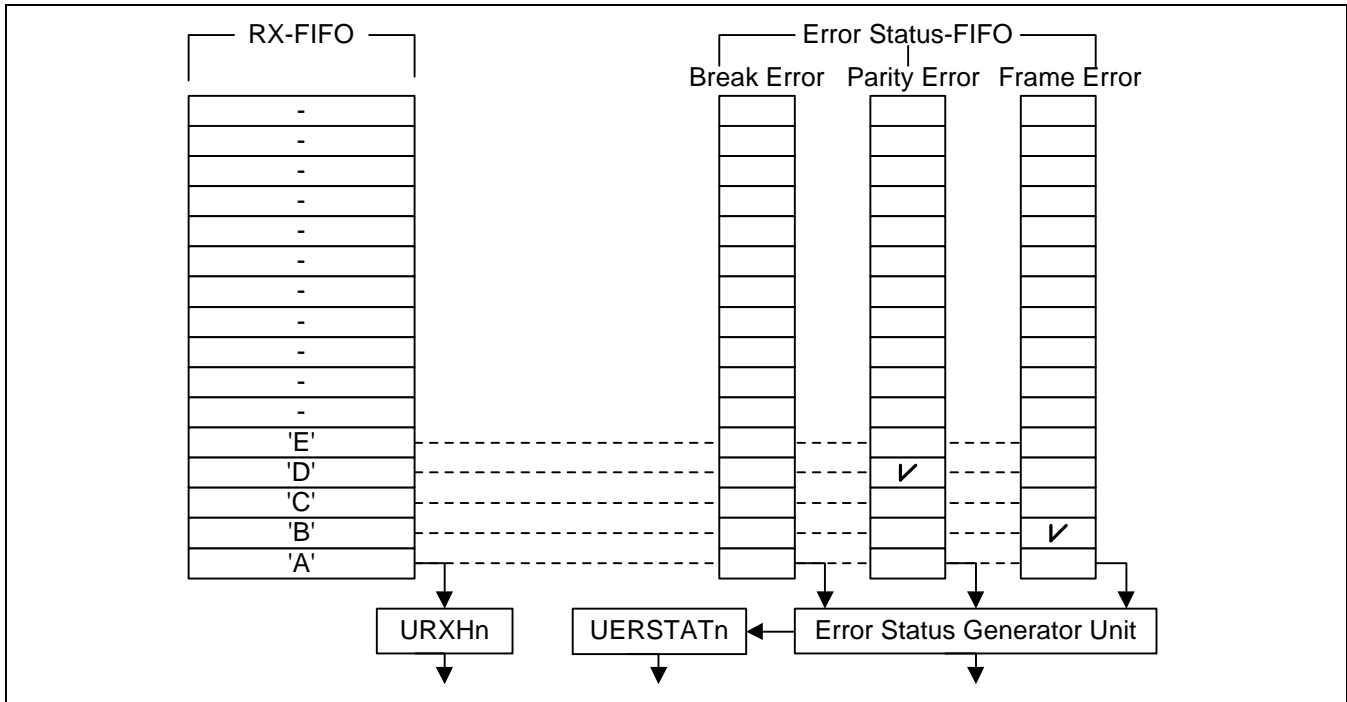 RX-FIFO
Error Status-FIFO
Break Error Parity Error Frame Error
-
-
-
-
-
-
-
-
-
-
-
'E'
'D'
'C'
'B'
'A'
URXHn
UERSTATn
Error Status Generator Unit